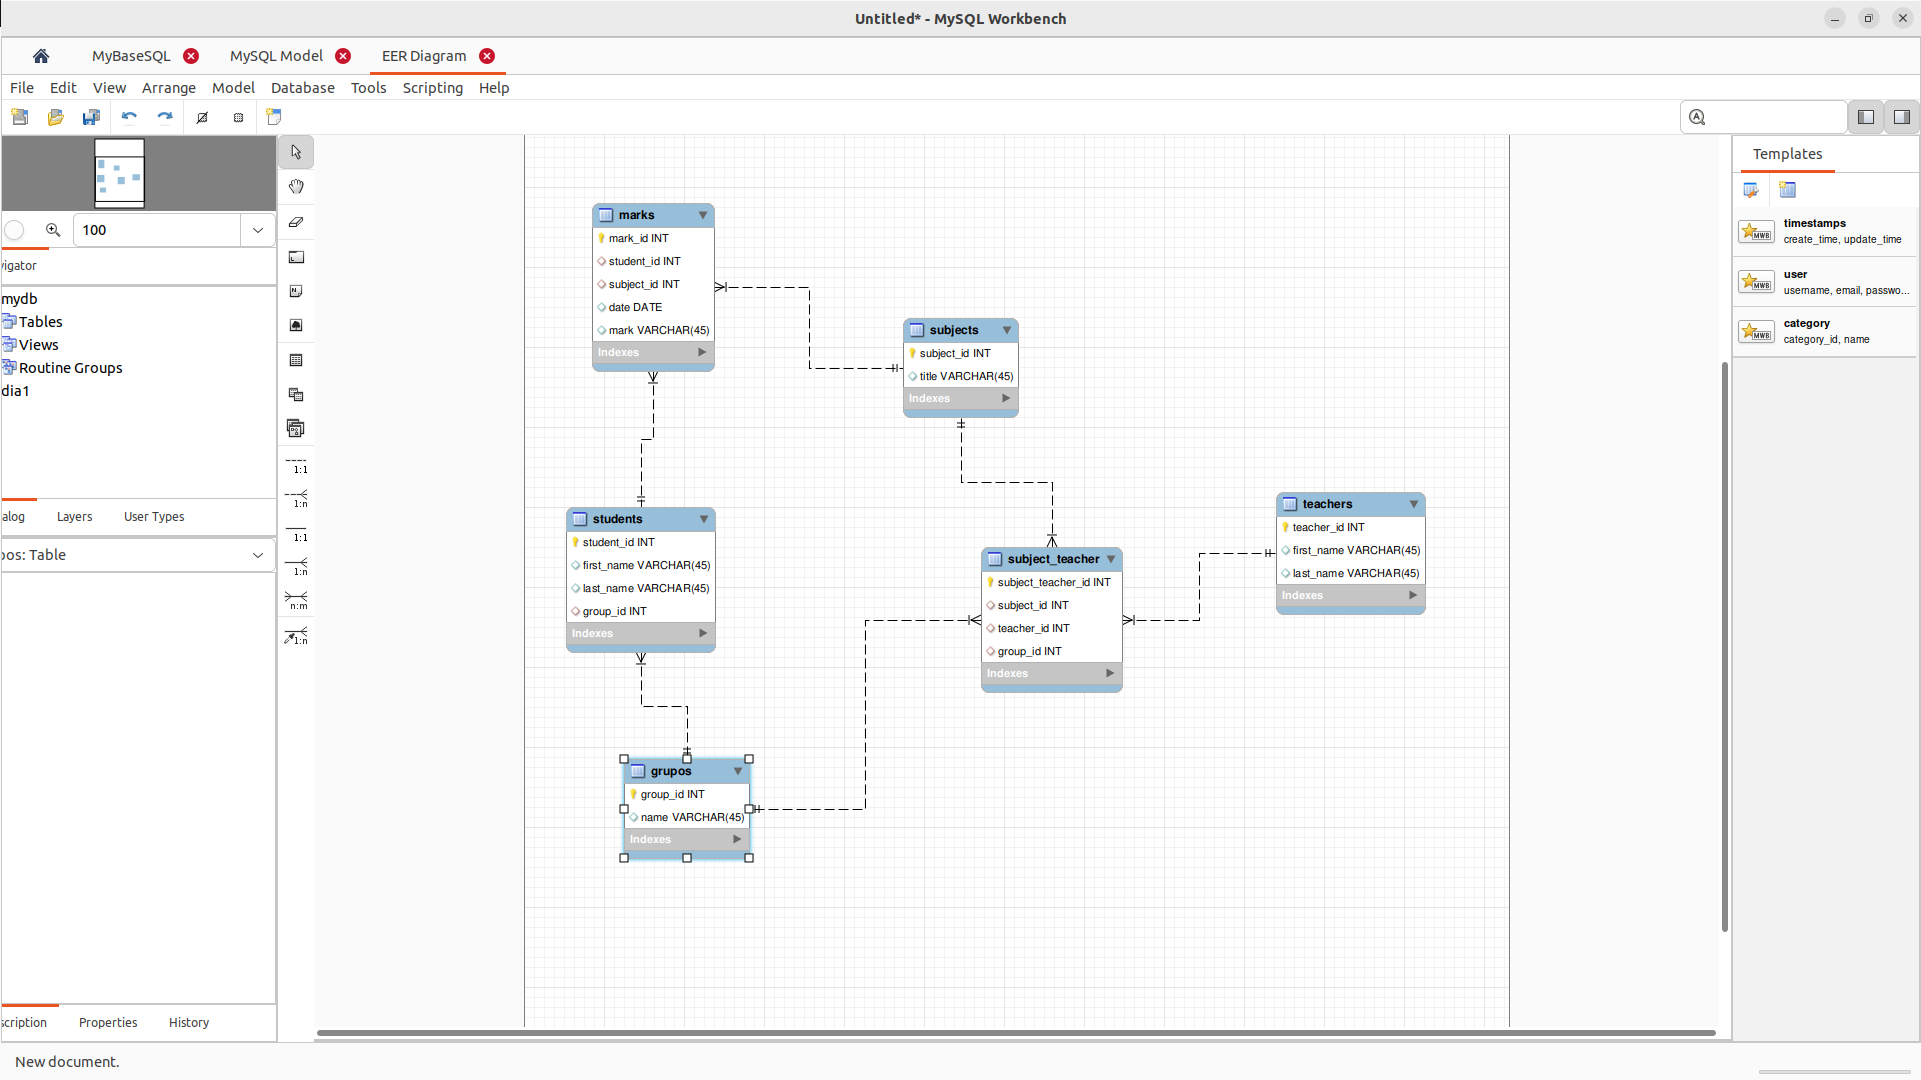 Untitled* - MySQL Workbench
MyBaseSQL
MySQL Model
EER Diagram
File Edit View Arrange Model Database Tools Scripting Help
100
vigator
mydb
Tables
Views
Routine Groups
dia1
alog Layers User Types
pos: Table
scription Properties History
New document.
1:1
1:n
1:1
1:n
n:m
1:n
marks
mark_id INT
student_id INT
subject_id INT
date DATE
mark VARCHAR(45)
Indexes
subjects
subject_id INT
title VARCHAR(45)
Indexes
students
student_id INT
first_name VARCHAR(45)
last_name VARCHAR(45)
group_id INT
Indexes
subject_teacher
subject_teacher_id INT
subject_id INT
teacher_id INT
group_id INT
Indexes
teachers
teacher_id INT
first_name VARCHAR(45)
last_name VARCHAR(45)
Indexes
grupos
group_id INT
name VARCHAR(45)
Indexes
Templates
MWB
timestamps
create_time, update_time
MWB
user
username, email, passwo...
MWB
category
category_id, name